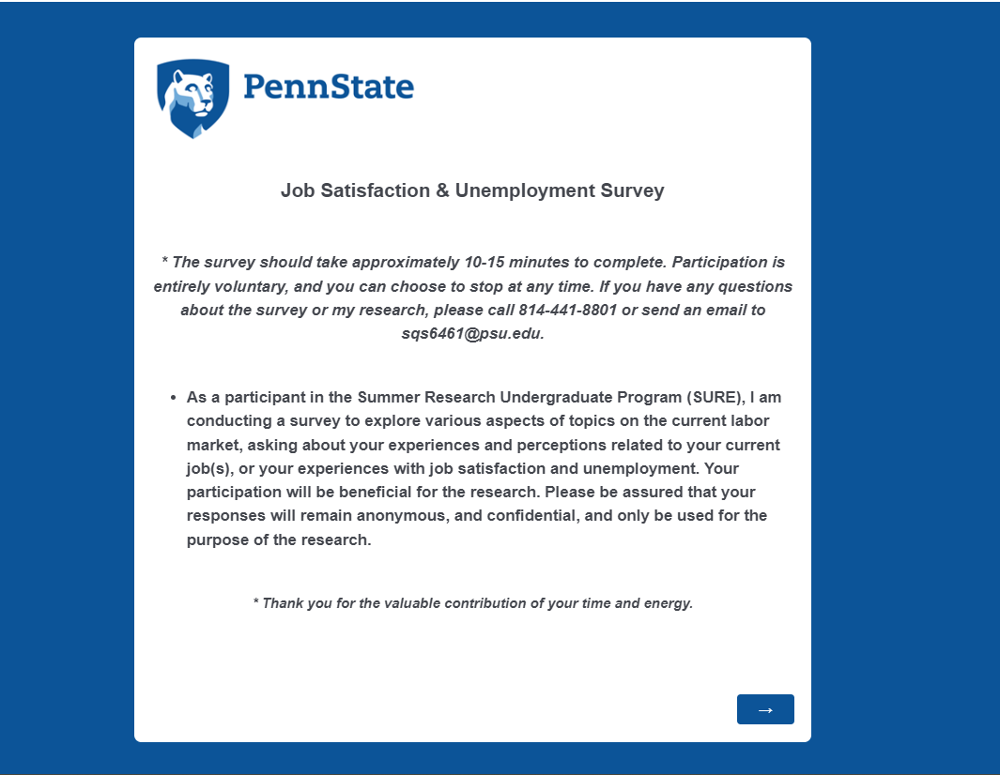 PennState
Job Satisfaction & Unemployment Survey
* The survey should take approximately 10-15 minutes to complete. Participation is
entirely voluntary, and you can choose to stop at any time. If you have any questions
about the survey or my research, please call 814-441-8801 or send an email to
sqs6461@psu.edu.
• As a participant in the Summer Research Undergraduate Program (SURE), I am
conducting a survey to explore various aspects of topics on the current labor
market, asking about your experiences and perceptions related to your current
job(s), or your experiences with job satisfaction and unemployment. Your
participation will be beneficial for the research. Please be assured that your
responses will remain anonymous, and confidential, and only be used for the
purpose of the research.
* Thank you for the valuable contribution of your time and energy.
→